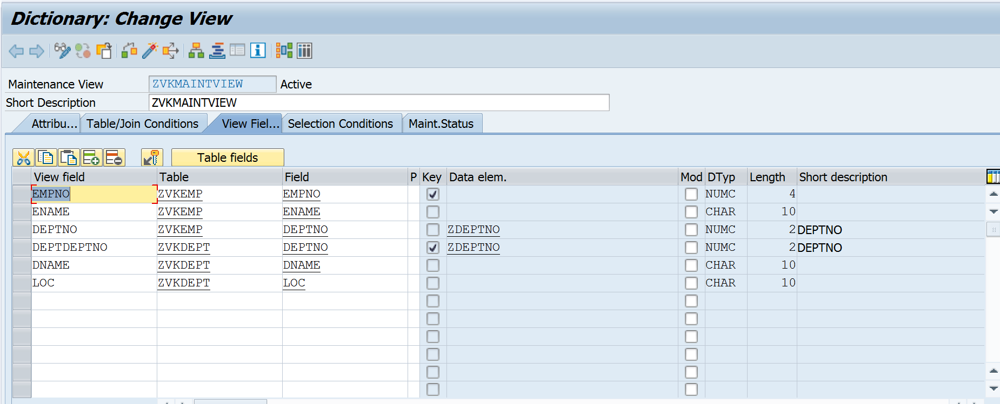 Dictionary: Change View
Maintenance View ZVKMAINTVIEW Active
Short Description ZVKMAINTVIEW
Attribu... Table/Join Conditions View Fiel... Selection Conditions Maint.Status
Table fields
View field Table Field P Key Data elem. Mod DTyp Length Short description
EMPNO ZVKEMP EMPNO NUMC 4
ENAME ZVKEMP ENAME CHAR 10
DEPTNO ZVKEMP DEPTNO ZDEPTNO NUMC 2 DEPTNO
DEPTDEPTNO ZVKDEPT DEPTNO ZDEPTNO NUMC 2 DEPTNO
DNAME ZVKDEPT DNAME CHAR 10
LOC ZVKDEPT LOC CHAR 10